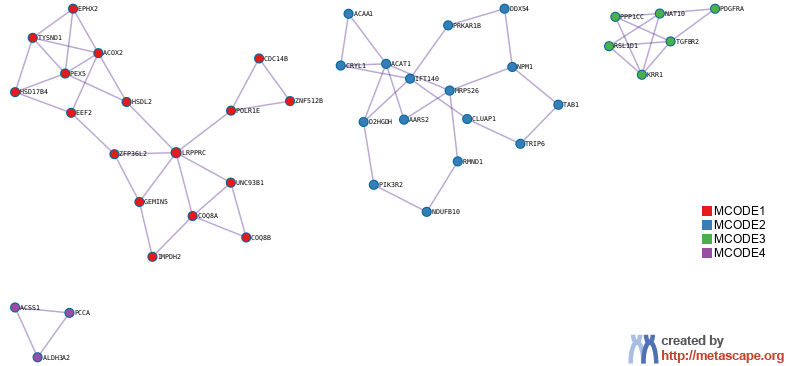 EPHX2
TYSND1
ACOX2
PEX5
HSD17B4
HSDL2
EEF2
CDC14B
ZNF512B
POLR1E
ZFP36L2
LRPPRC
UNC93B1
GEMIN5
COQ8A
COQ8B
IMPDH2
ACAA1
DDX54
PRKAR1B
CRYL1
ACAT1
NPM1
IFT140
MRPS26
TAB1
D2HGDH
AARS2
CLUAP1
TRIP6
RMND1
PIK3R2
NDUFB10
PPP1CC
NAT10
PDGFRA
RSL1D1
TGFBR2
KRR1
MCODE1
MCODE2
MCODE3
MCODE4
ACSS1
PCCA
ALDH3A2
created by
http://metascape.org